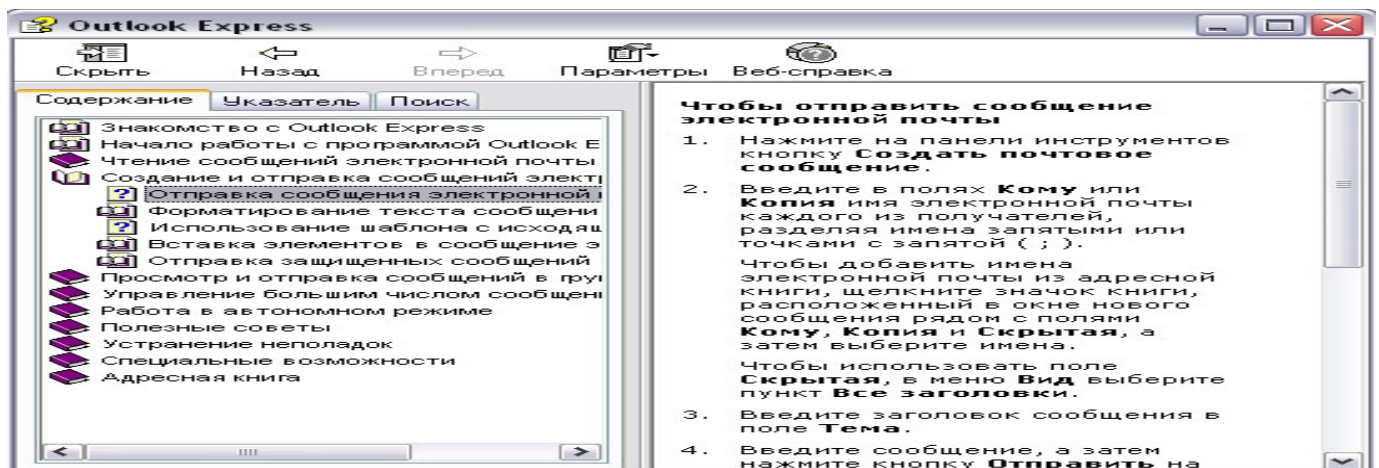 Outlook Express
Скрыть Назад Вперед Параметры Веб-справка
Содержание Указатель Поиск
Знакомство с Outlook Express
Начало работы с программой Outlook E
Чтение сообщений электронной почты
Создание и отправка сообщений элект
Отправка сообщения электронной
Форматирование текста сообщени
Использование шаблона с исходящ
Вставка элементов в сообщение э
Отправка защищенных сообщений
Просмотр и отправка сообщений в гру
Управление большим числом сообщен
Работа в автономном режиме
Полезные советы
Устранение неполадок
Специальные возможности
Адресная книга
Чтобы отправить сообщение
электронной почты
1. Нажмите на панели инструментов
кнопку Создать почтовое
сообщение.
2. Введите в полях Кому или
Копия имя электронной почты
каждого из получателей,
разделяя имена запятыми или
точками с запятой ( ; ).
Чтобы добавить имена
электронной почты из адресной
книги, щелкните значок книги,
расположенный в окне нового
сообщения рядом с полями
Кому, Копия и Скрытая, а
затем выберите имена.
Чтобы использовать поле
Скрытая, в меню Вид выберите
пункт Все заголовки.
3. Введите заголовок сообщения в
поле Тема.
4. Введите сообщение, а затем
нажмите кнопку Отправить на